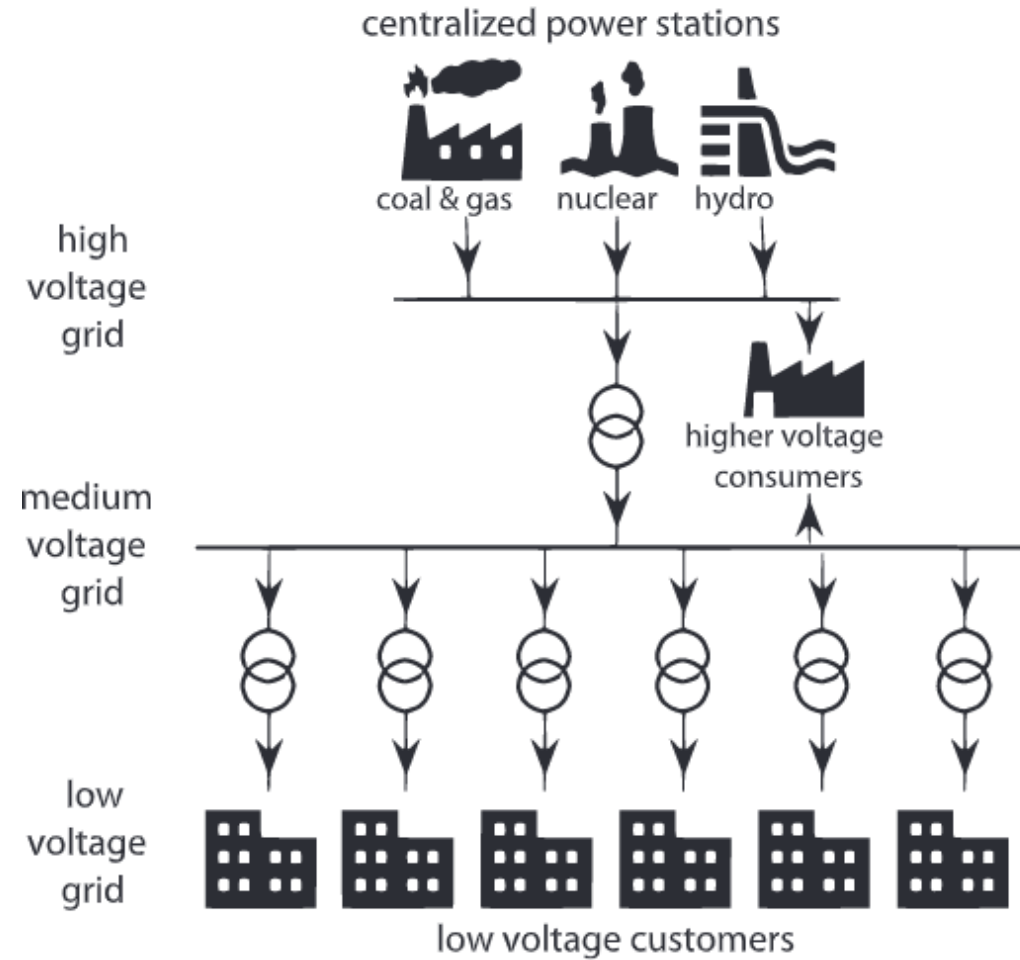 centralized power stations
coal & gas
nuclear
hydro
high
voltage
grid
higher voltage
consumers
medium
voltage
grid
low
voltage
grid
low voltage customers